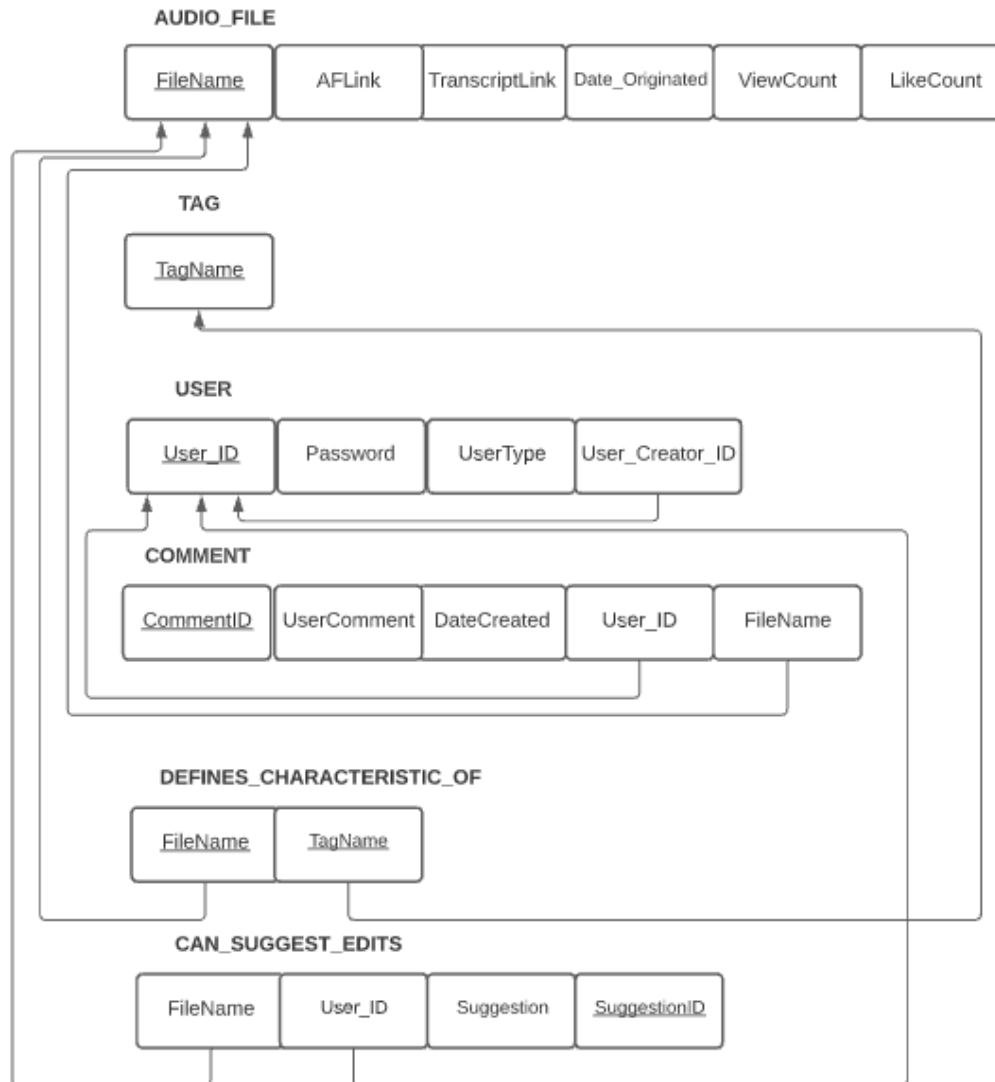 AUDIO_FILE
FileName AFLink TranscriptLink Date_Originated ViewCount LikeCount
TAG
TagName
USER
User_ID Password UserType User_Creator_ID
COMMENT
CommentID UserComment DateCreated User_ID FileName
DEFINES_CHARACTERISTIC_OF
FileName TagName
CAN_SUGGEST_EDITS
FileName User_ID Suggestion SuggestionID